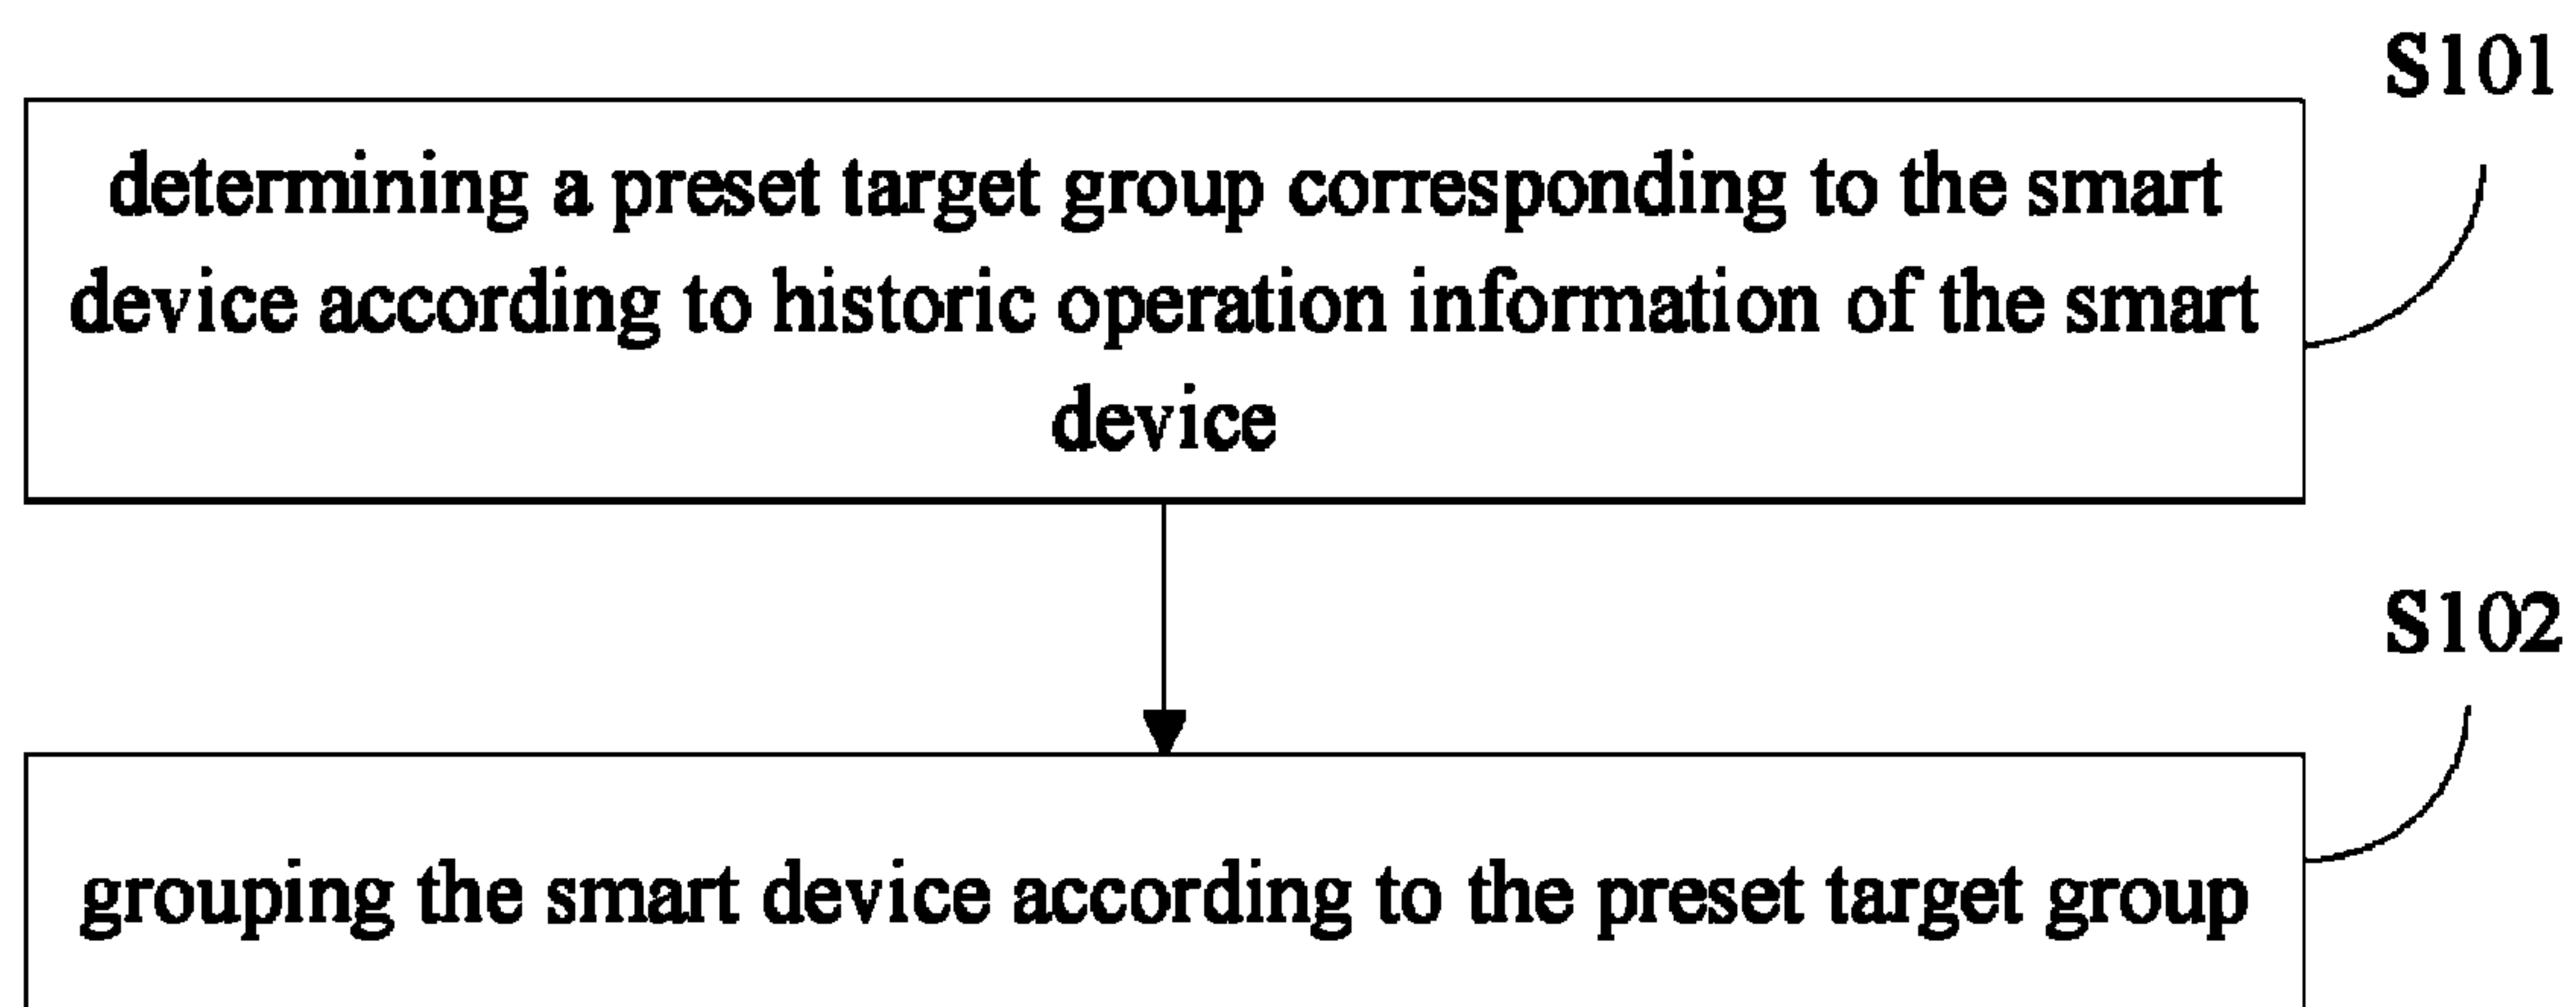 S101
determining a preset target group corresponding to the smart
device according to historic operation information of the smart
device
S102
grouping the smart device according to the preset target group